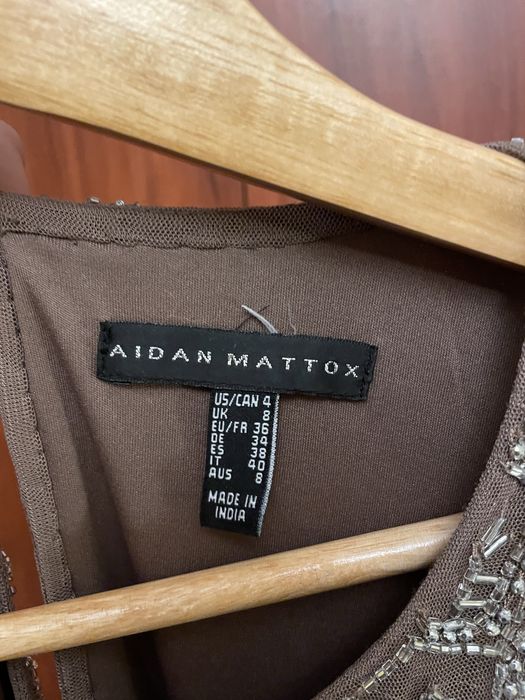 AIDAN MATTOX
US/CAN 4
UK 8
EU/FR 36
DE 34
ES 38
IT 40
AUS 8
MADE IN
INDIA